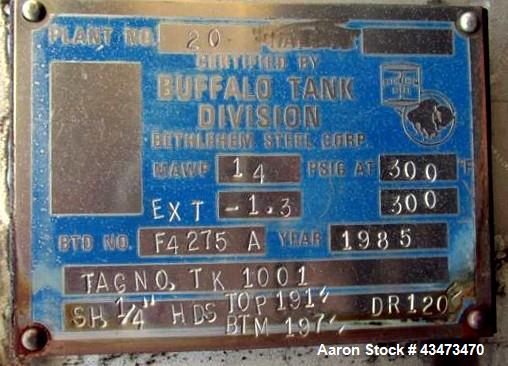 PLANT NO. 20
CERTIFIED BY
BUFFALO TANK
DIVISION
BETHLEHEM STEEL CORP.
MAWP 14 PSIG AT 300 °F
EXT -1.3 300
BTD NO. F4275 A YEAR 1985
TAG NO. TK 1001
SH. 1/4" HDS TOP 191" DR120"
BTM 197"
Aaron Stock # 43473470